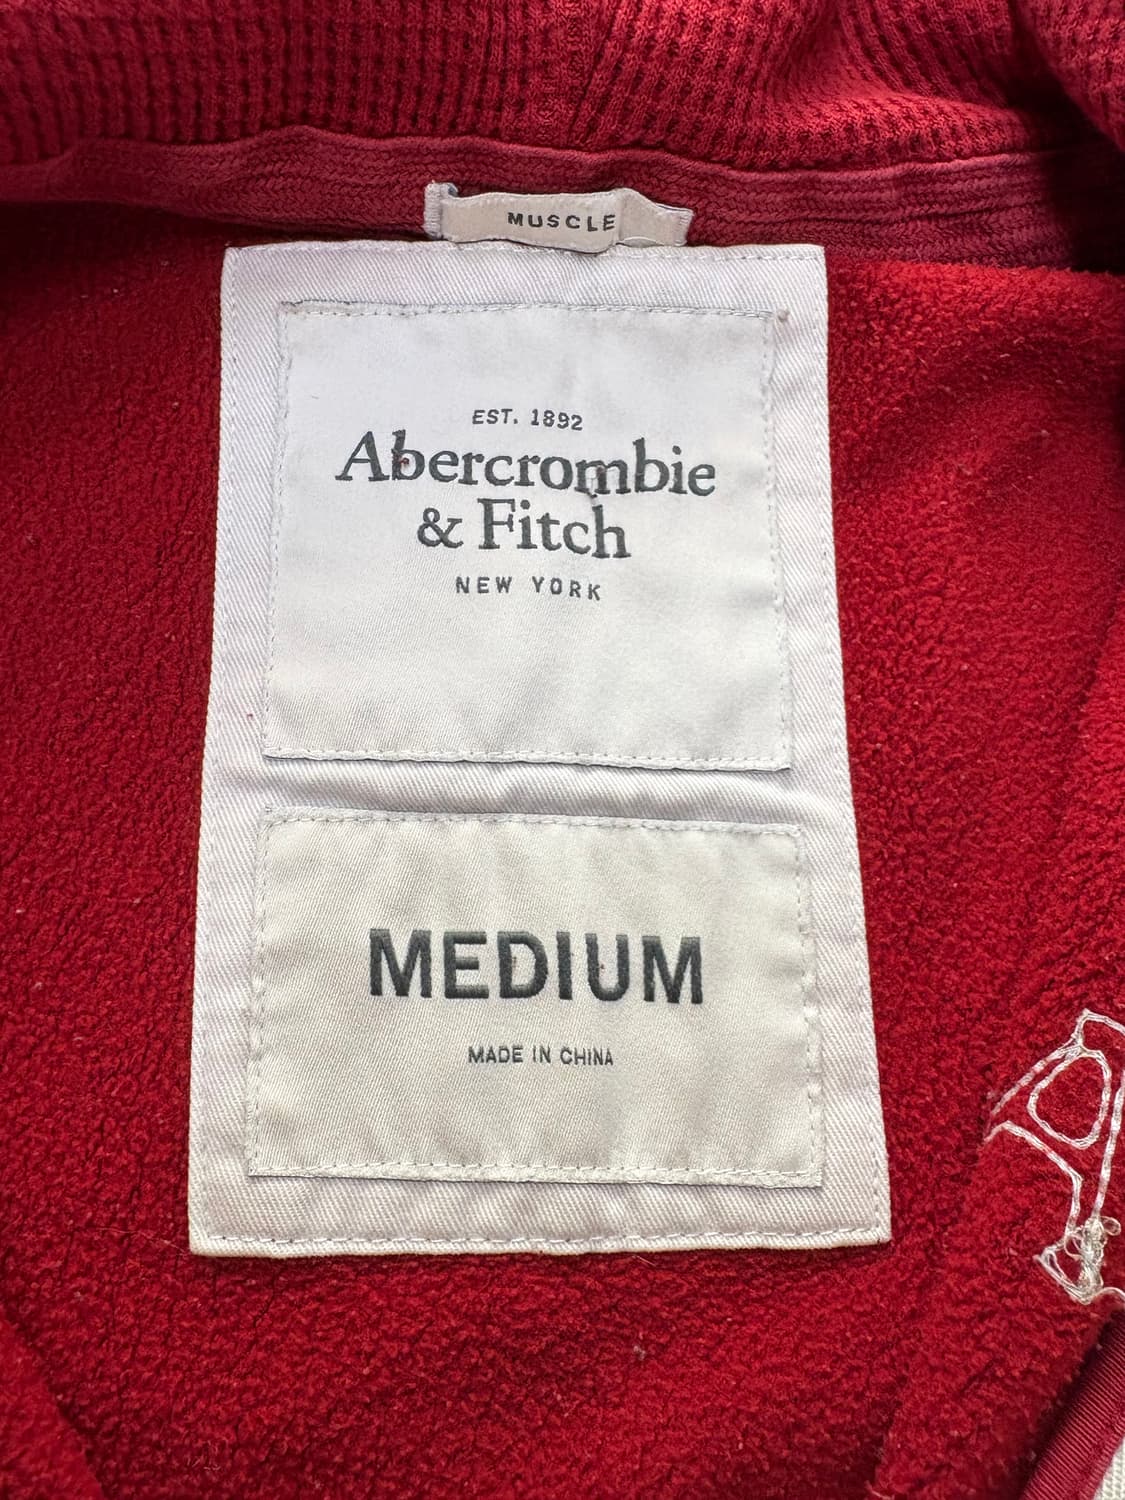 MUSCLE
EST. 1892
Abercrombie
& Fitch
NEW YORK
MEDIUM
MADE IN CHINA